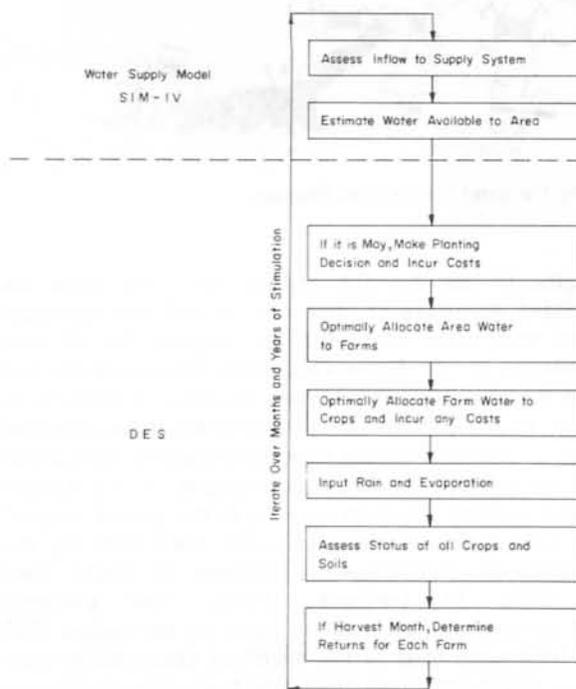 Water Supply Model
SIM-IV
Assess Inflow to Supply System
Estimate Water Available to Area
Iterate Over Months and Years of Stimulation
DES
If it is May, Make Planting
Decision and Incur Costs
Optimally Allocate Area Water
to Farms
Optimally Allocate Farm Water to
Crops and Incur any Costs
Input Rain and Evaporation
Assess Status of all Crops and
Soils
If Harvest Month, Determine
Returns for Each Farm